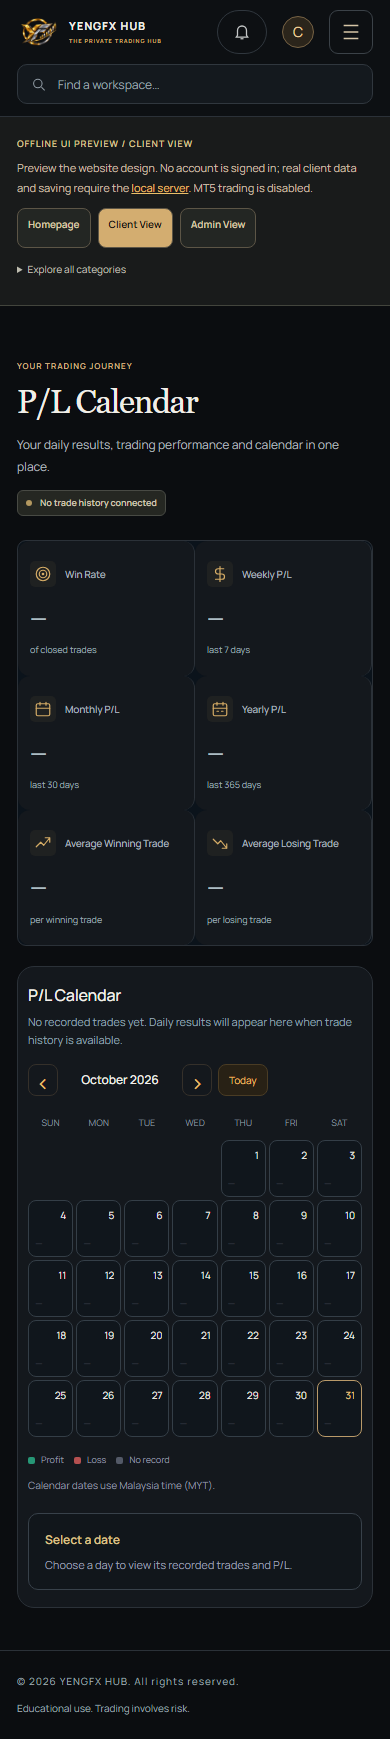 YENGFX HUB
THE PRIVATE TRADING HUB
C
Find a workspace...
OFFLINE UI PREVIEW / CLIENT VIEW
Preview the website design. No account is signed in; real client data
and saving require the local server. MT5 trading is disabled.
Homepage Client View Admin View
Explore all categories
YOUR TRADING JOURNEY
P/L Calendar
Your daily results, trading performance and calendar in one
place.
No trade history connected
Win Rate
—
of closed trades
Weekly P/L
—
last 7 days
Monthly P/L
—
last 30 days
Yearly P/L
—
last 365 days
Average Winning Trade
—
per winning trade
Average Losing Trade
—
per losing trade
P/L Calendar
No recorded trades yet. Daily results will appear here when trade
history is available.
October 2026 Today
SUN MON TUE WED THU FRI SAT
1 2 3
— — —
4 5 6 7 8 9 10
— — — — — — —
11 12 13 14 15 16 17
— — — — — — —
18 19 20 21 22 23 24
— — — — — — —
25 26 27 28 29 30 31
— — — — — — —
Profit Loss No record
Calendar dates use Malaysia time (MYT).
Select a date
Choose a day to view its recorded trades and P/L.
© 2026 YENGFX HUB. All rights reserved.
Educational use. Trading involves risk.